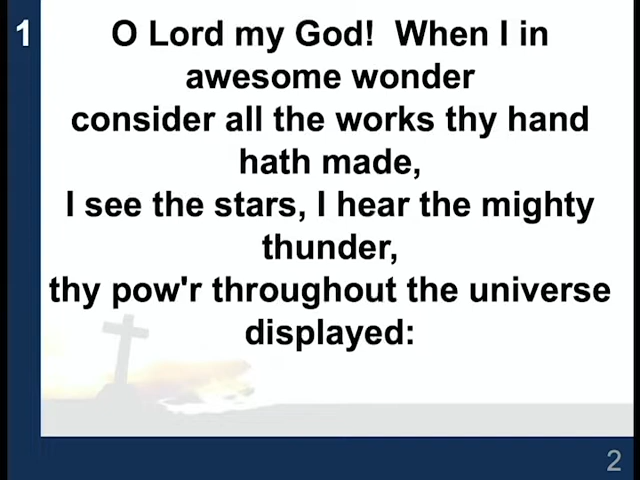 1
O Lord my God!  When I in
awesome wonder
consider all the works thy hand
hath made,
I see the stars, I hear the mighty
thunder,
thy pow'r throughout the universe
displayed:
2